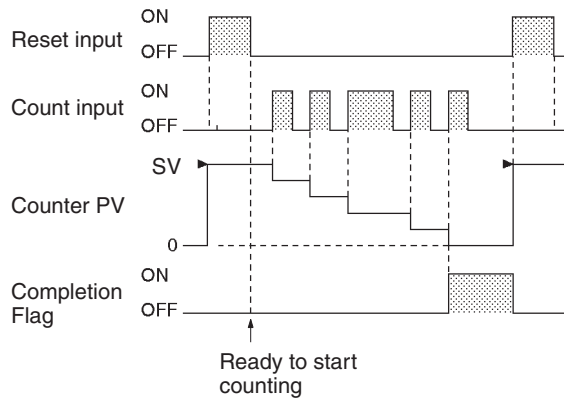 ON
Reset input
OFF
ON
Count input
OFF
SV
Counter PV
0
ON
Completion
Flag
OFF
Ready to start
counting